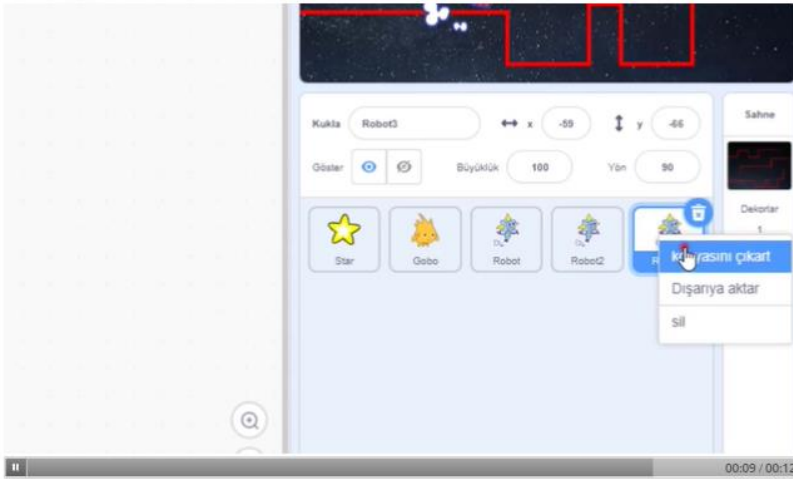 Kukla Robot3 x -59 y -66
Sahne
Göster Büyüklük 100 Yön 90
Dekorlar
1
Star Gobo Robot Robot2
çıkart
Dışarıya aktar
sil
00:09 / 00:12